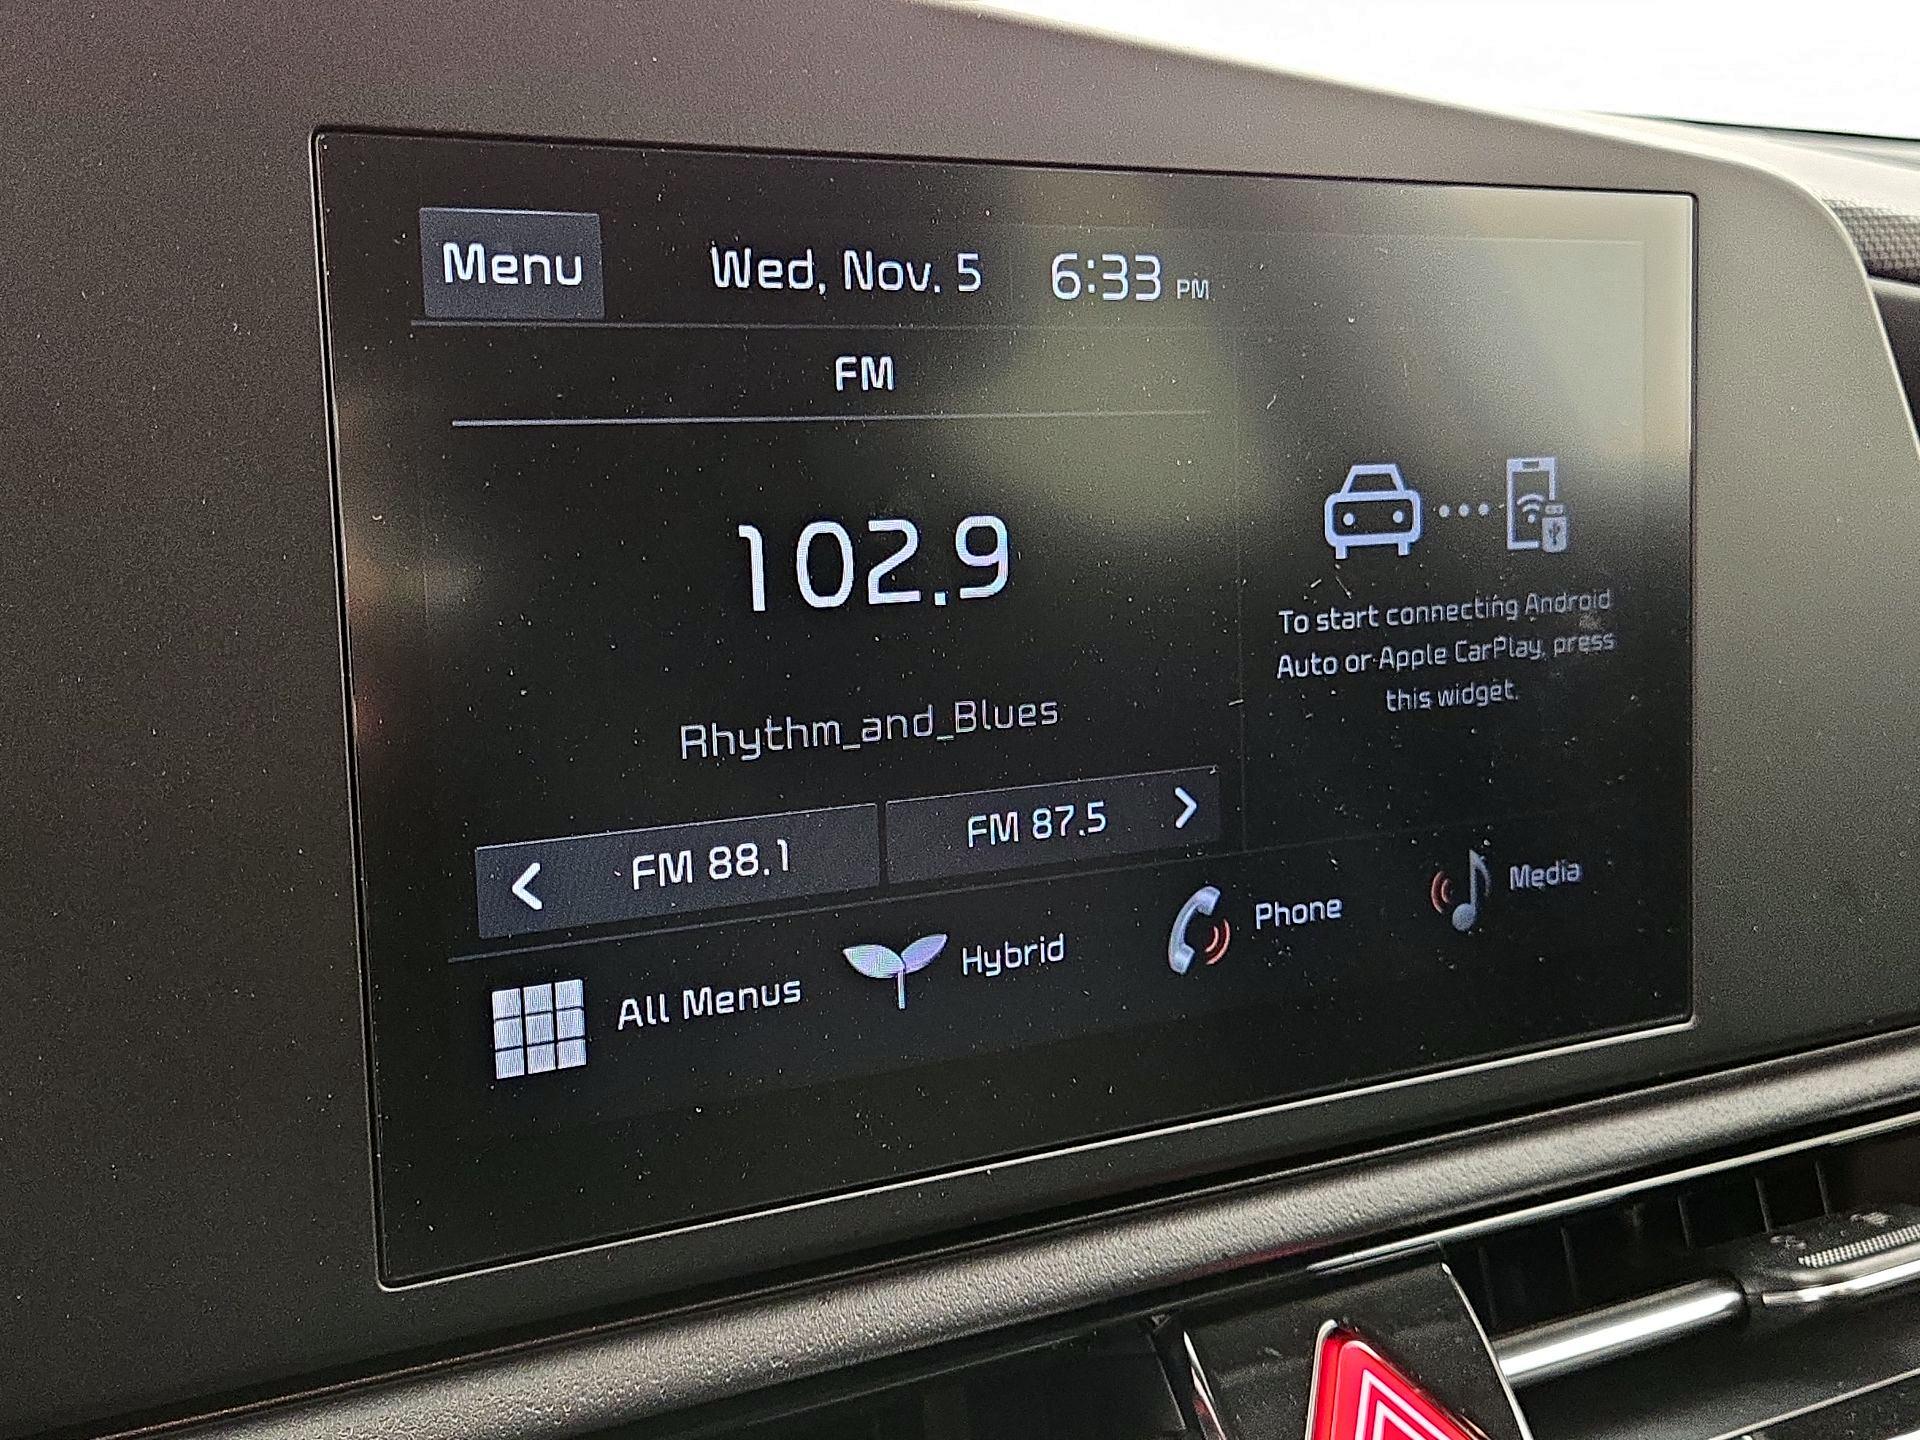 Menu
Wed, Nov. 5
6:33 PM
FM
102.9
Rhythm_and_Blues
FM 88.1
FM 87.5
To start connecting Android
Auto or Apple CarPlay, press
this widget.
All Menus
Hybrid
Phone
Media